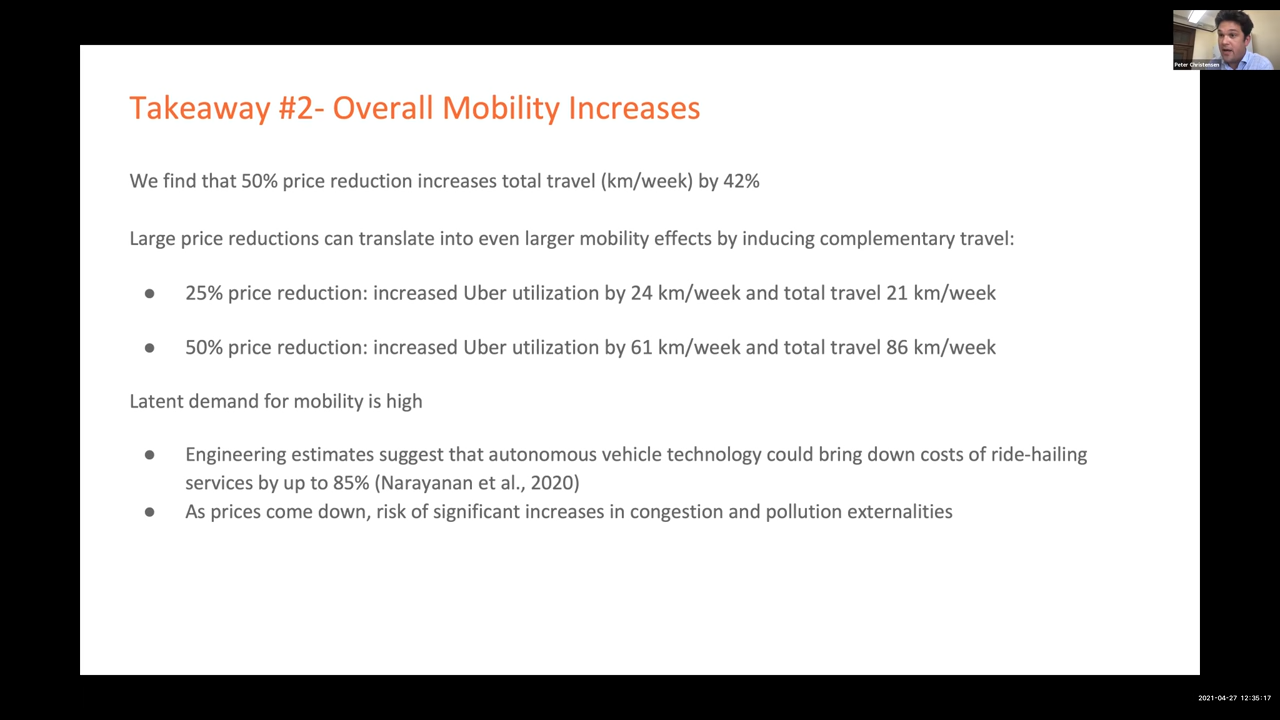 Peter Christensen
Takeaway #2- Overall Mobility Increases
We find that 50% price reduction increases total travel (km/week) by 42%
Large price reductions can translate into even larger mobility effects by inducing complementary travel:
● 25% price reduction: increased Uber utilization by 24 km/week and total travel 21 km/week
● 50% price reduction: increased Uber utilization by 61 km/week and total travel 86 km/week
Latent demand for mobility is high
● Engineering estimates suggest that autonomous vehicle technology could bring down costs of ride-hailing
services by up to 85% (Narayanan et al., 2020)
● As prices come down, risk of significant increases in congestion and pollution externalities
2021-04-27 12:35:17